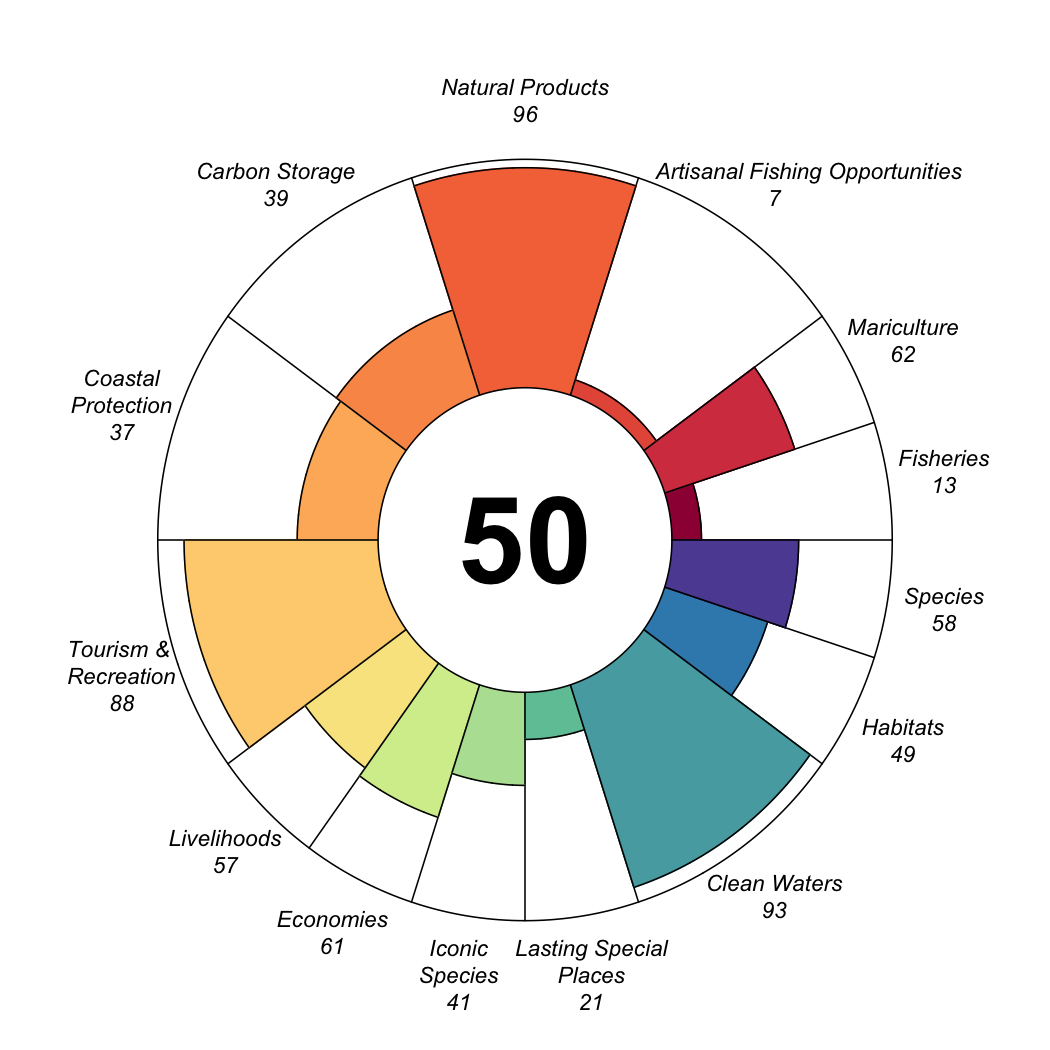 Natural Products
96
Carbon Storage
39
Artisanal Fishing Opportunities
7
Mariculture
62
Coastal
Protection
37
Fisheries
13
50
Species
58
Tourism &
Recreation
88
Habitats
49
Livelihoods
57
Clean Waters
93
Economies
61
Iconic
Species
41
Lasting Special
Places
21